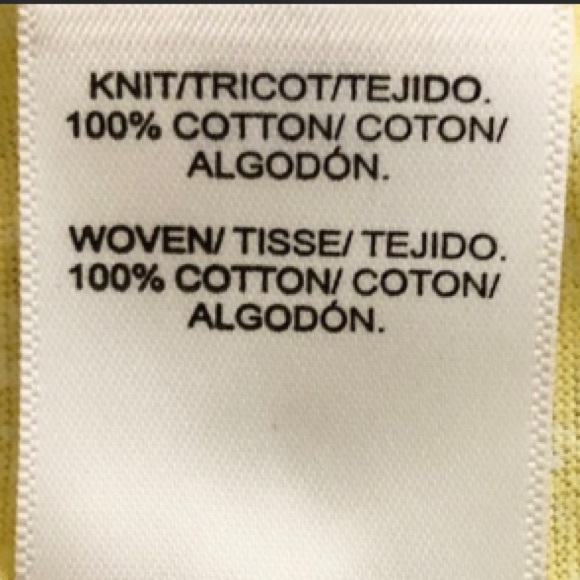 KNIT/TRICOT/TEJIDO.
100% COTTON/ COTON/
ALGODÓN.
WOVEN/ TISSE/ TEJIDO.
100% COTTON/ COTON/
ALGODÓN.